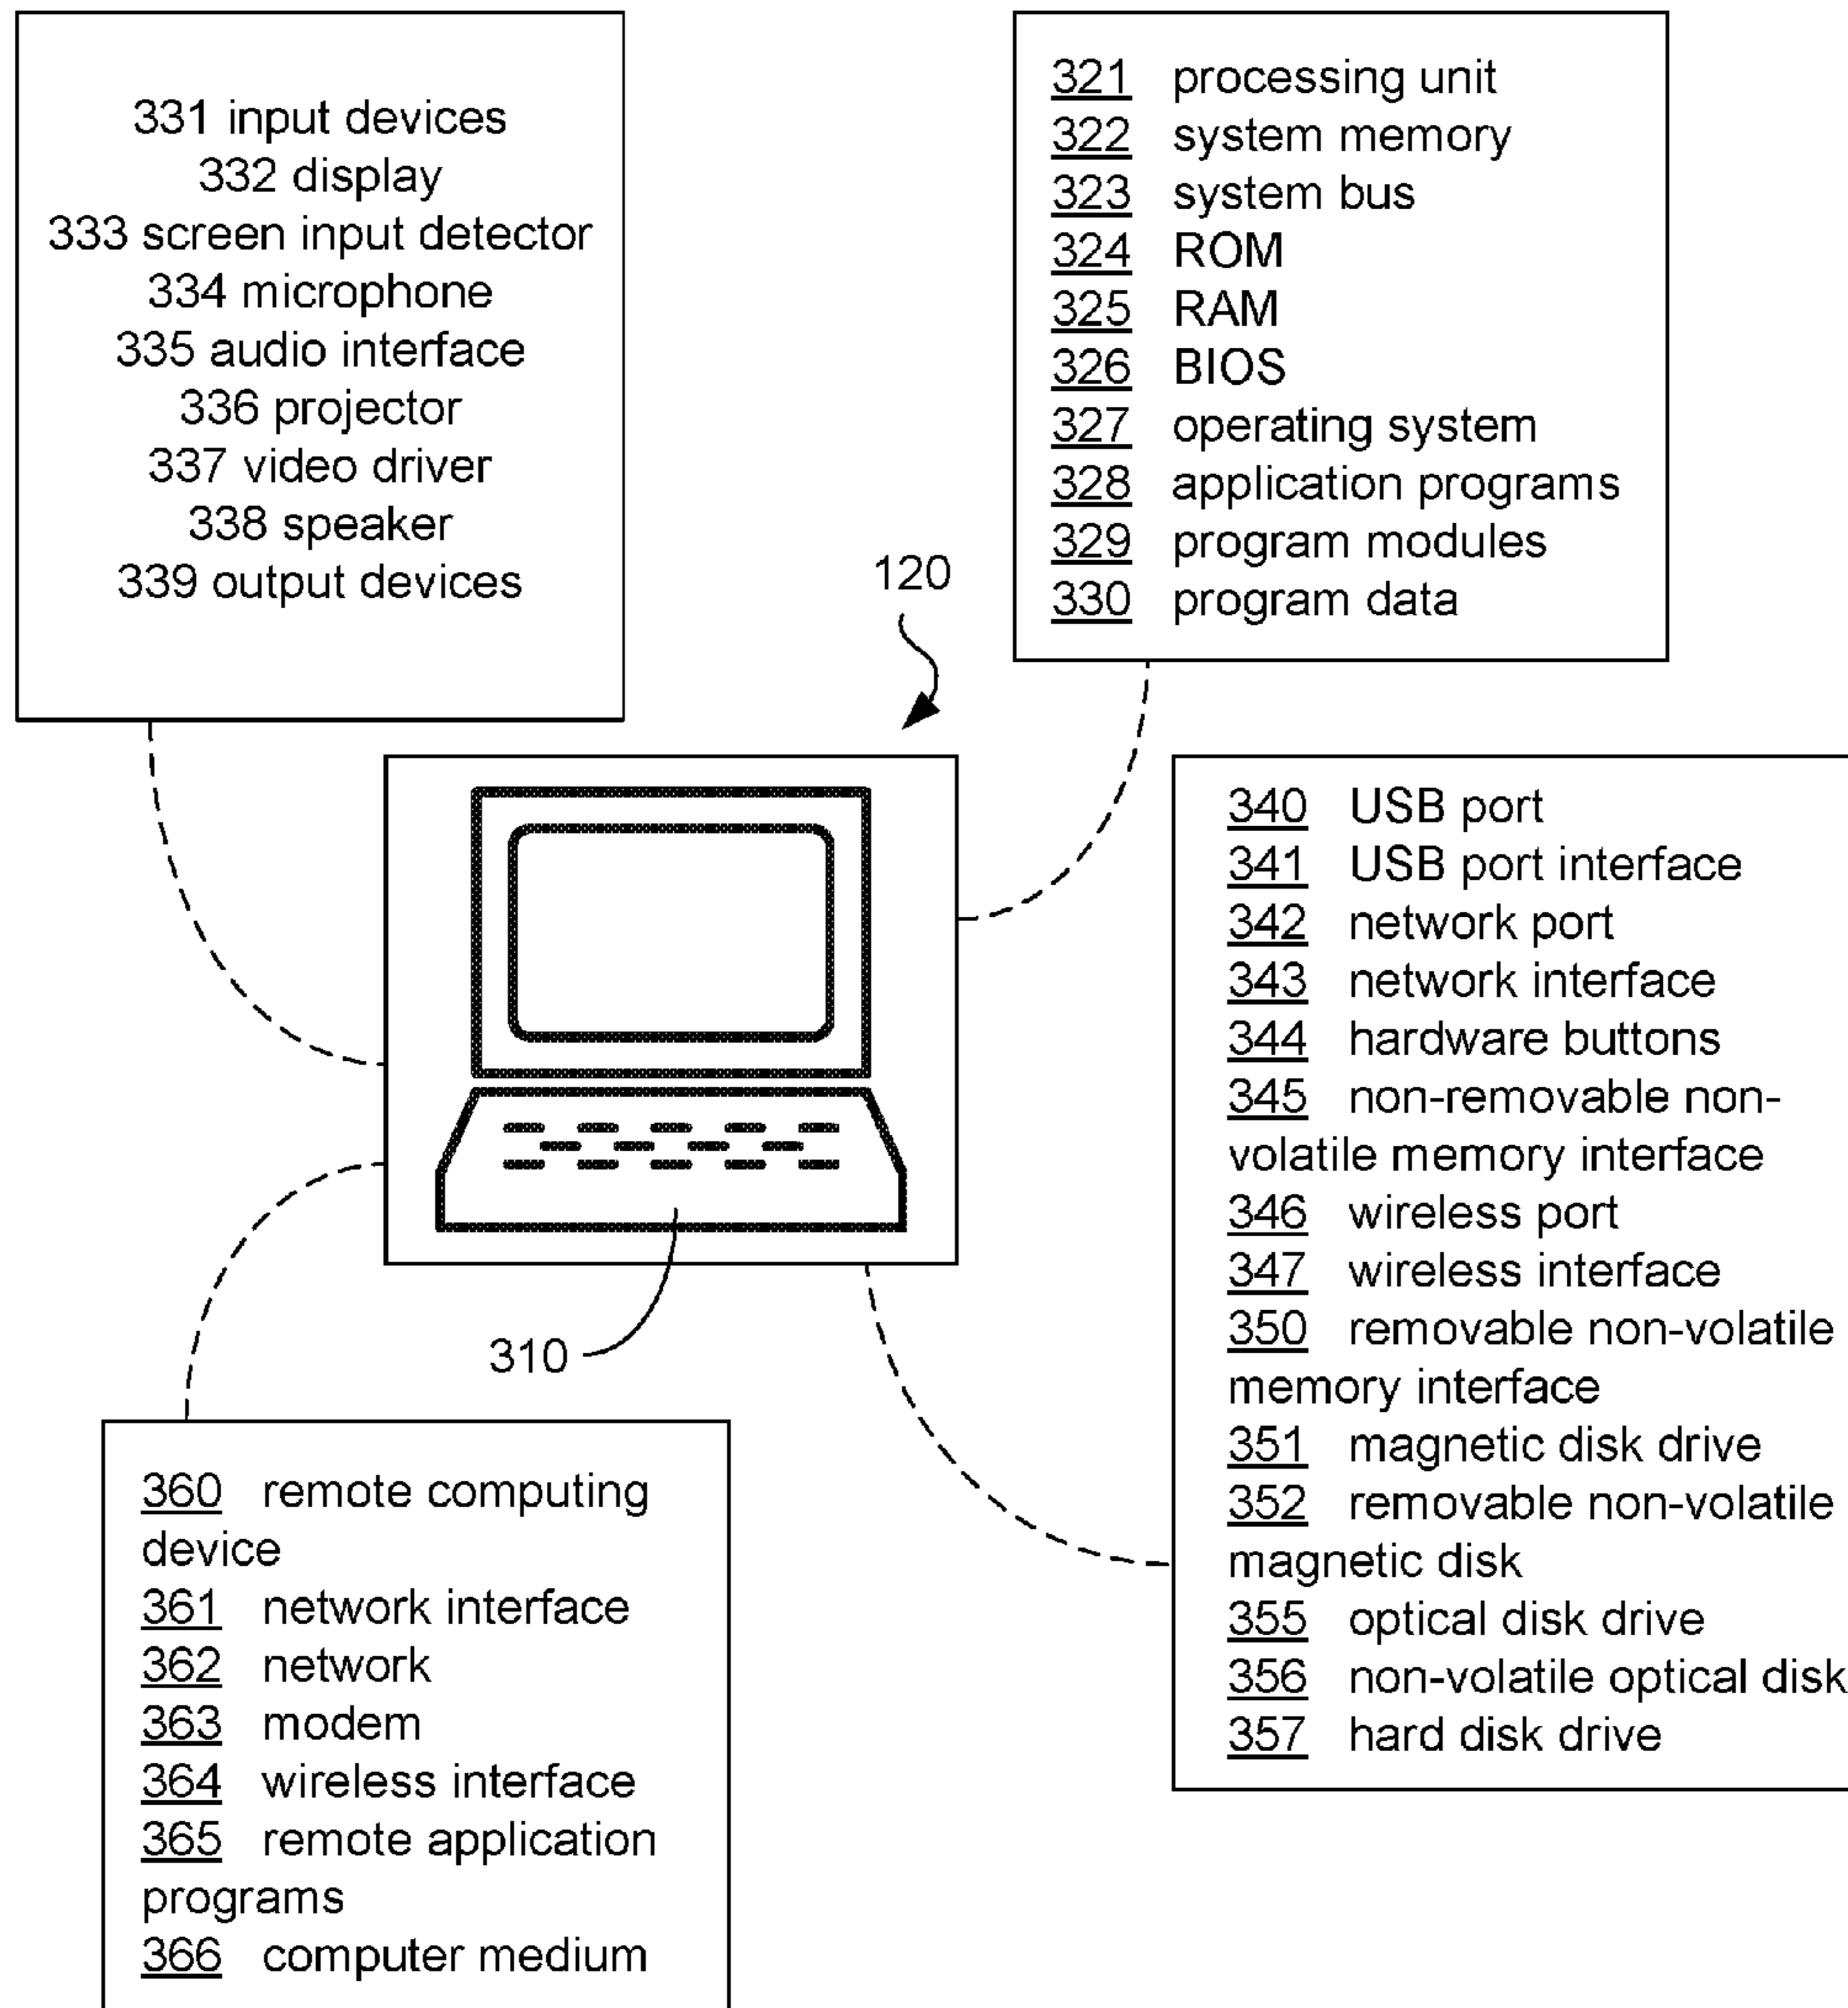 331 input devices
332 display
333 screen input detector
334 microphone
335 audio interface
336 projector
337 video driver
338 speaker
339 output devices
321 processing unit
322 system memory
323 system bus
324 ROM
325 RAM
326 BIOS
327 operating system
328 application programs
329 program modules
330 program data
120
340 USB port
341 USB port interface
342 network port
343 network interface
344 hardware buttons
345 non-removable non-
volatile memory interface
346 wireless port
347 wireless interface
350 removable non-volatile
memory interface
351 magnetic disk drive
352 removable non-volatile
magnetic disk
355 optical disk drive
356 non-volatile optical disk
357 hard disk drive
310
360 remote computing
device
361 network interface
362 network
363 modem
364 wireless interface
365 remote application
programs
366 computer medium